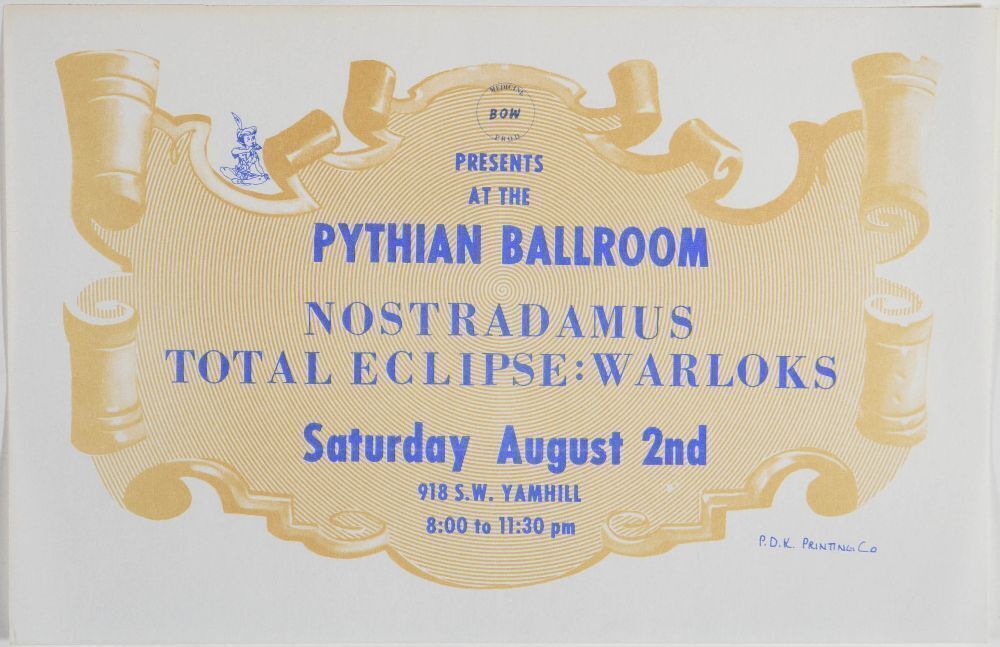 MEDICINE
BOW
PROD.
PRESENTS
AT THE
PYTHIAN BALLROOM
NOSTRADAMUS
TOTAL ECLIPSE:WARLOKS
Saturday August 2nd
918 S.W. YAMHILL
8:00 to 11:30 pm
P.D.K. PRINTING CO